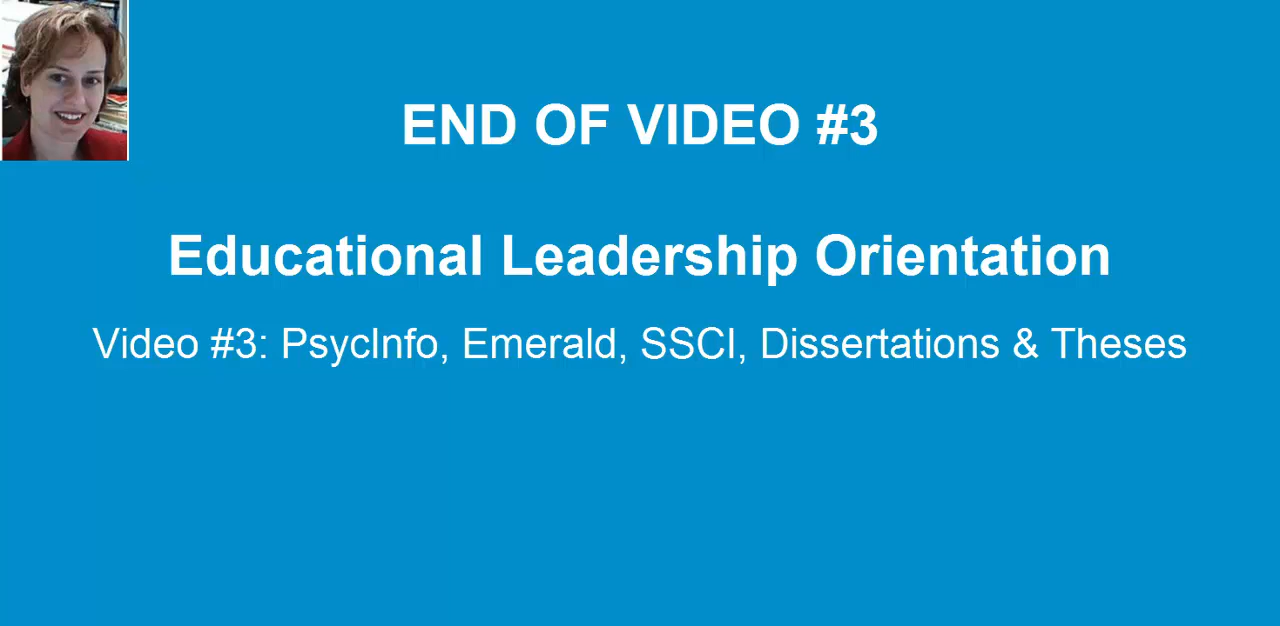 END OF VIDEO #3
Educational Leadership Orientation
Video #3: PsycInfo, Emerald, SSCI, Dissertations & Theses